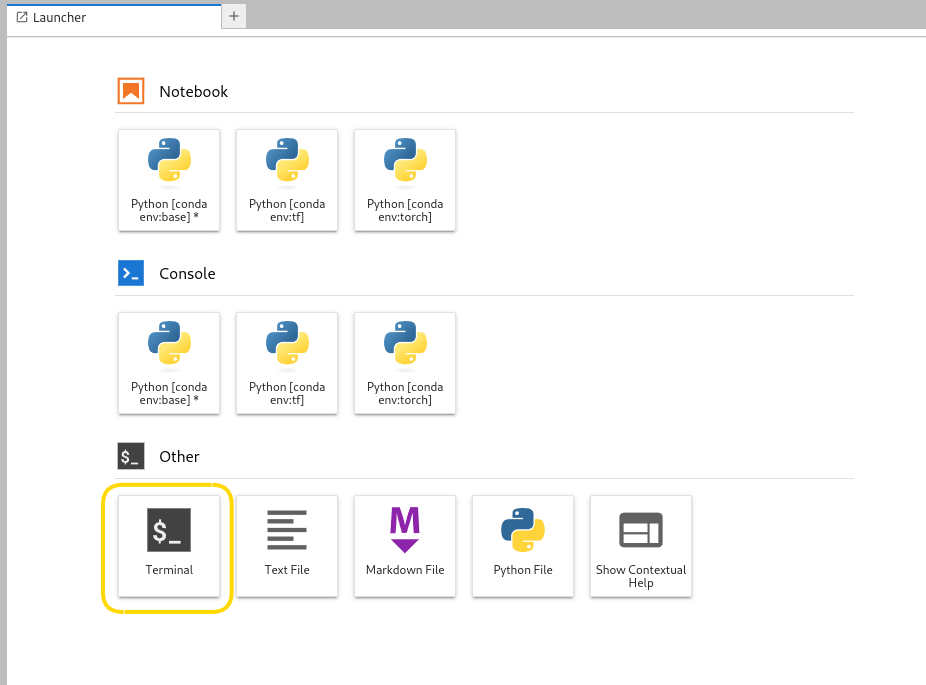 Launcher
Notebook
Python [conda
env:base] *
Python [conda
env:tf]
Python [conda
env:torch]
Console
Python [conda
env:base] *
Python [conda
env:tf]
Python [conda
env:torch]
$_ Other
$_
Terminal
Text File
M
Markdown File
Python File
Show Contextual
Help